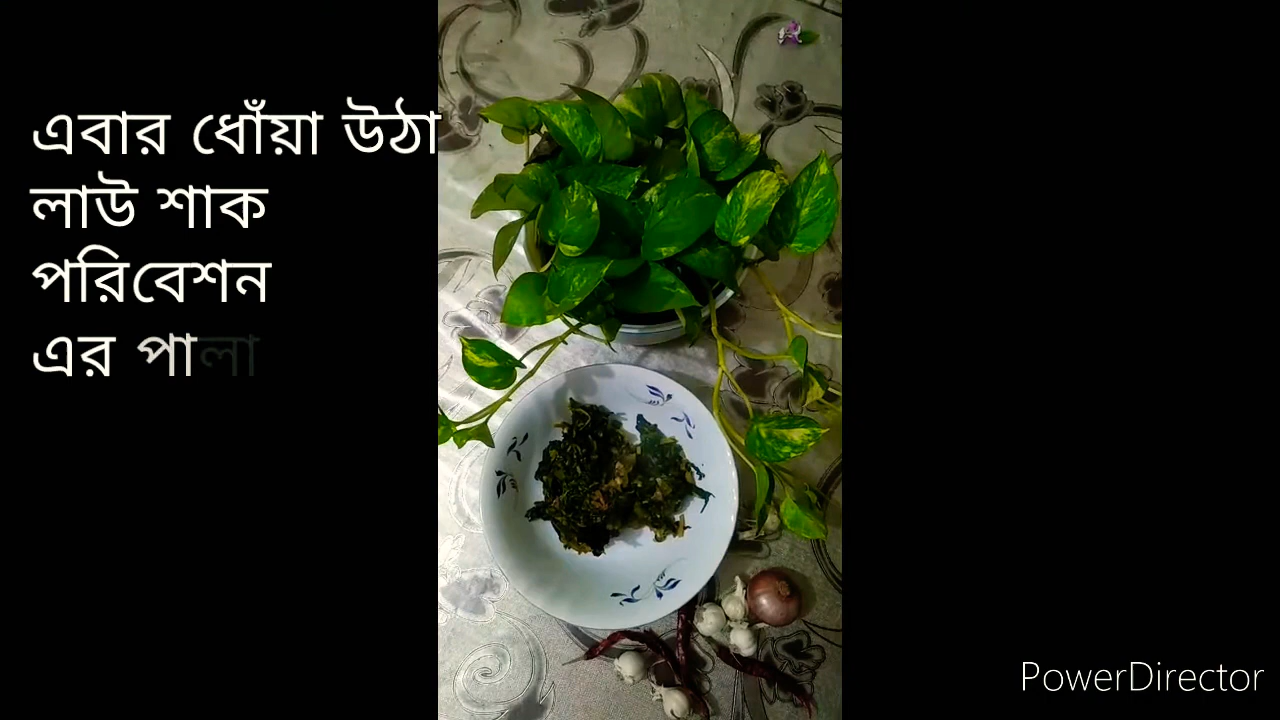 এবার ধোঁয়া উঠা
লাউ শাক
পরিবেশন
এর পালা
PowerDirector